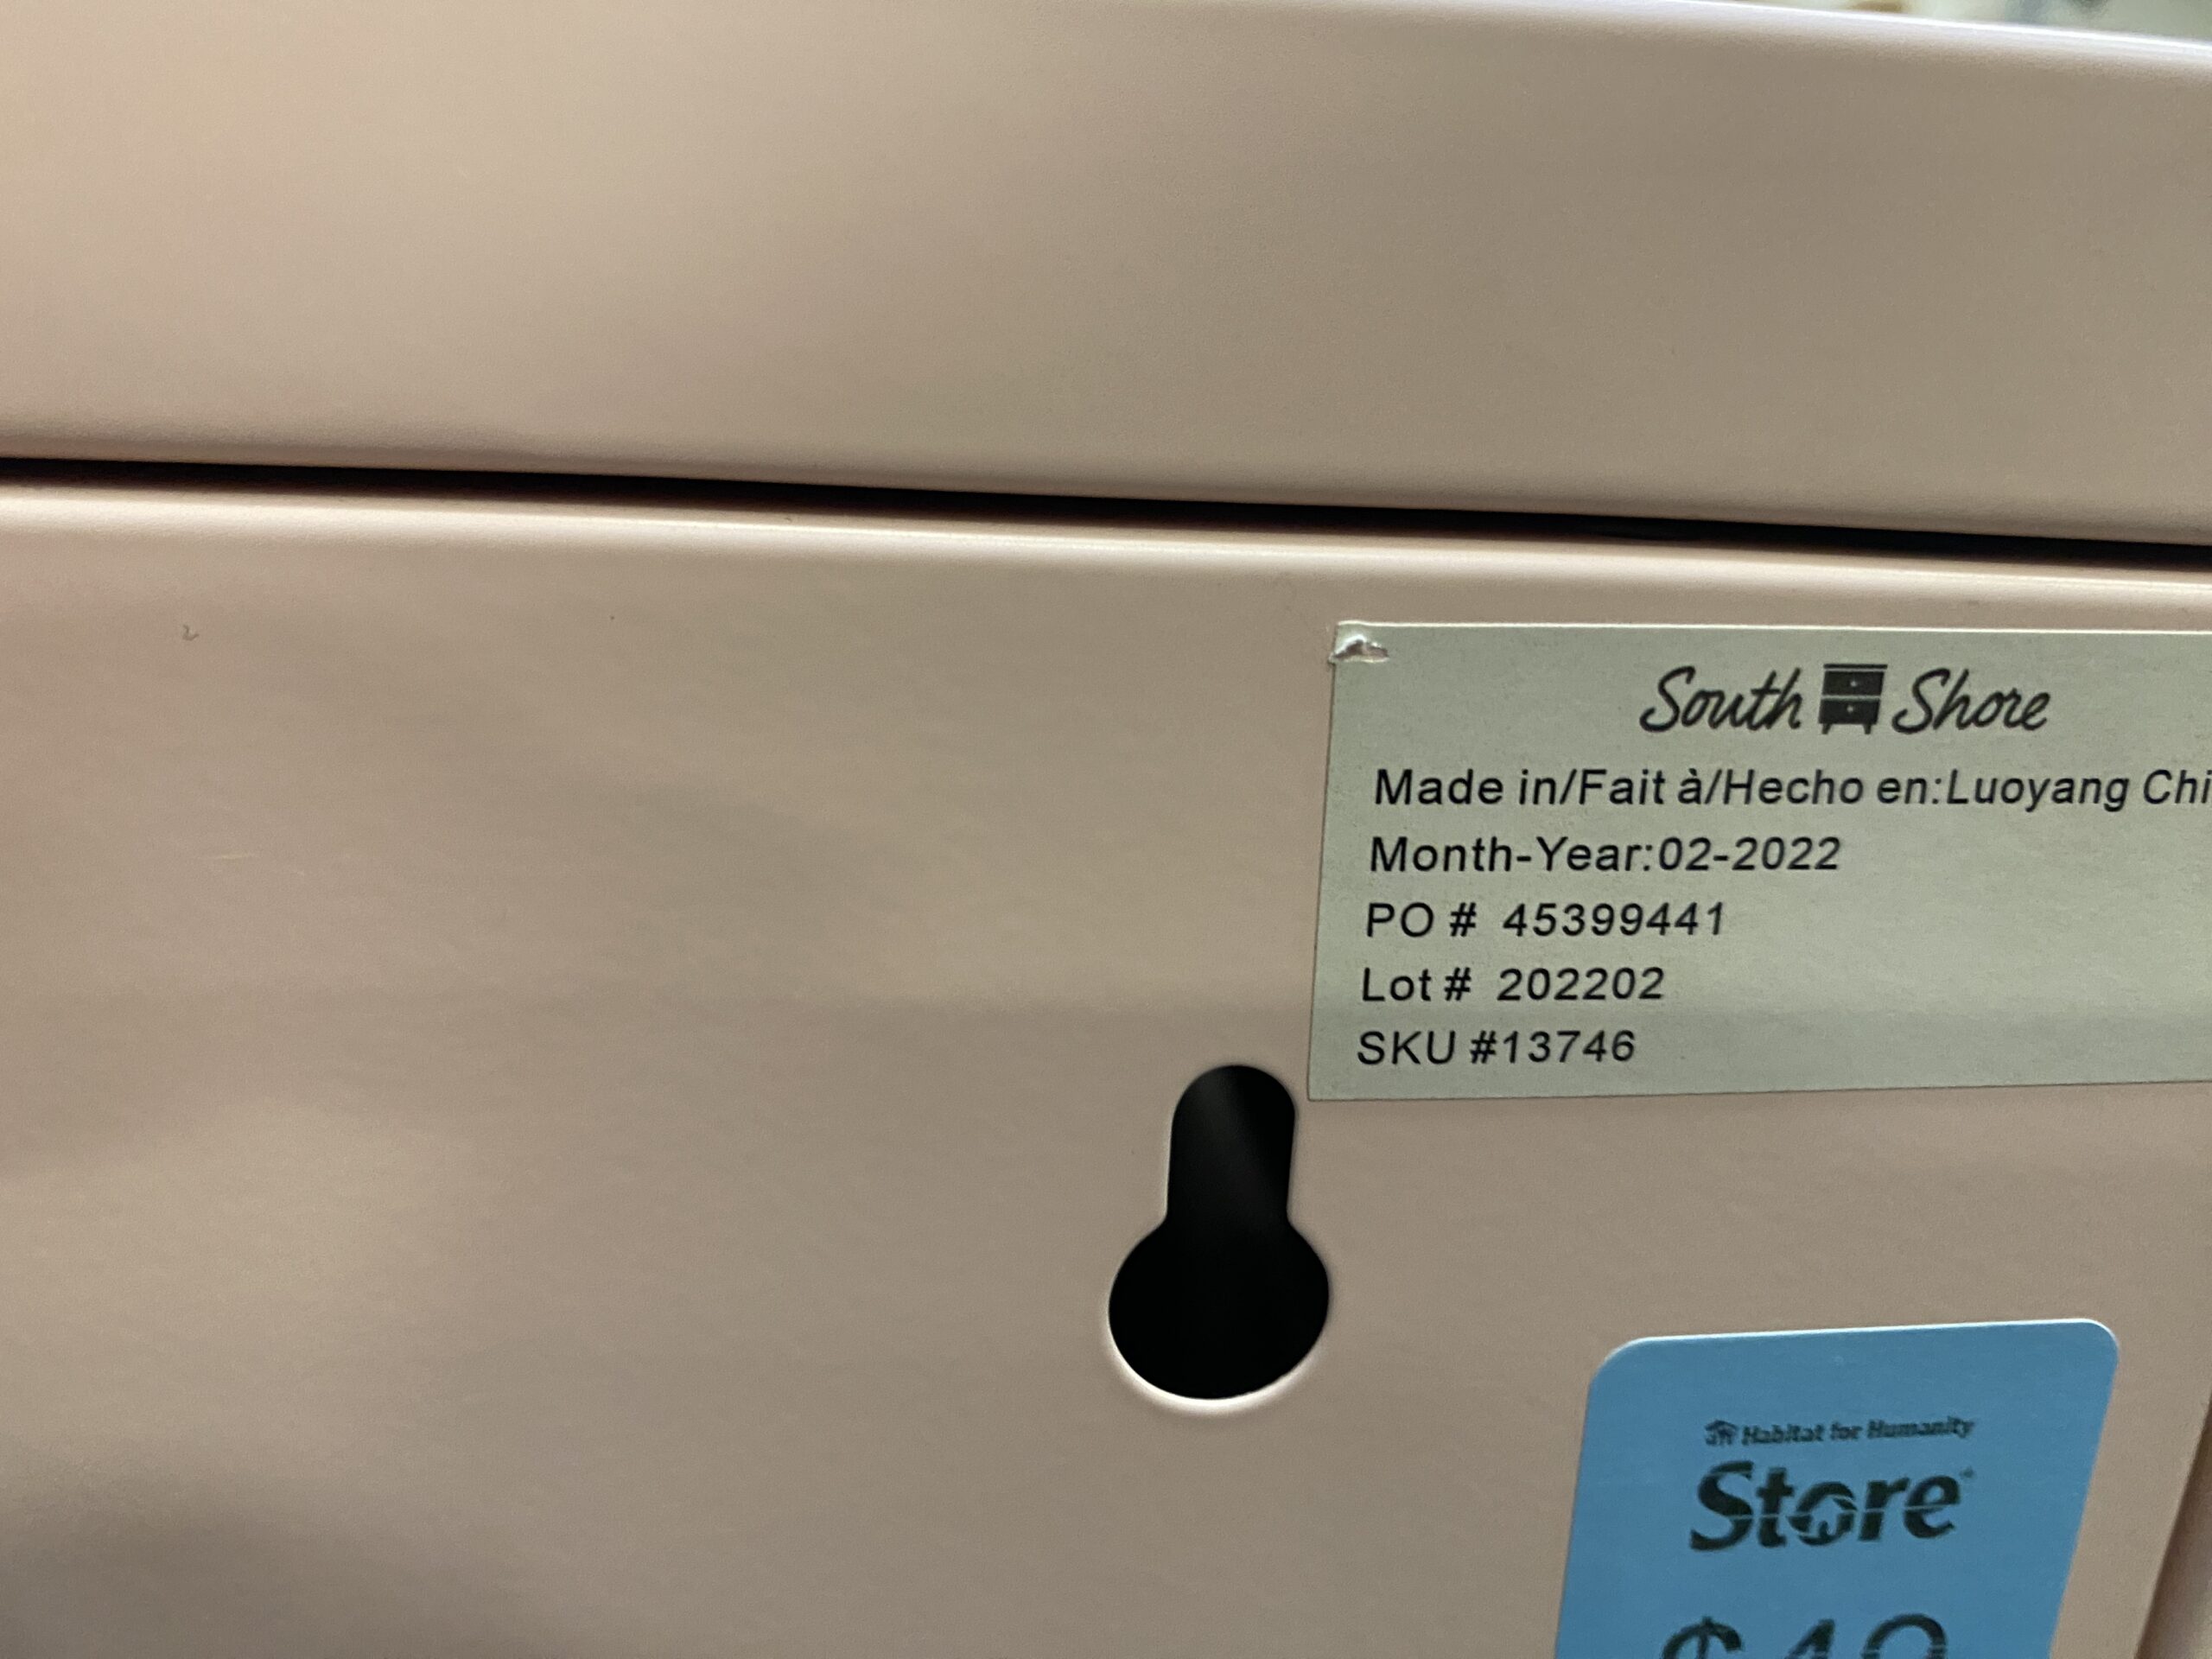 South Shore
Made in/Fait à/Hecho en:Luoyang Chi
Month-Year:02-2022
PO # 45399441
Lot # 202202
SKU #13746
Habitat for Humanity
Store